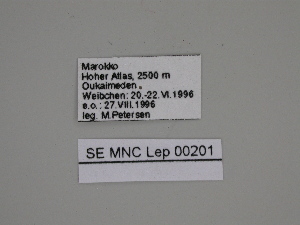 Marokko
Hoher Atlas, 2500 m
Oukaimeden „
Weibchen: 20.-22.VI.1996
e.o.: 27.VIII.1996
leg. M.Petersen
SE MNC Lep 00201